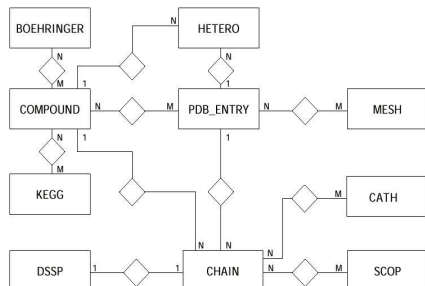 BOEHRINGER
HETERO
N
N
N
M
1
1
COMPOUND
N
M
PDB_ENTRY
N
M
MESH
N
1
1
M
KEGG
M
CATH
N
N
N
DSSP
1
1
CHAIN
N
M
SCOP